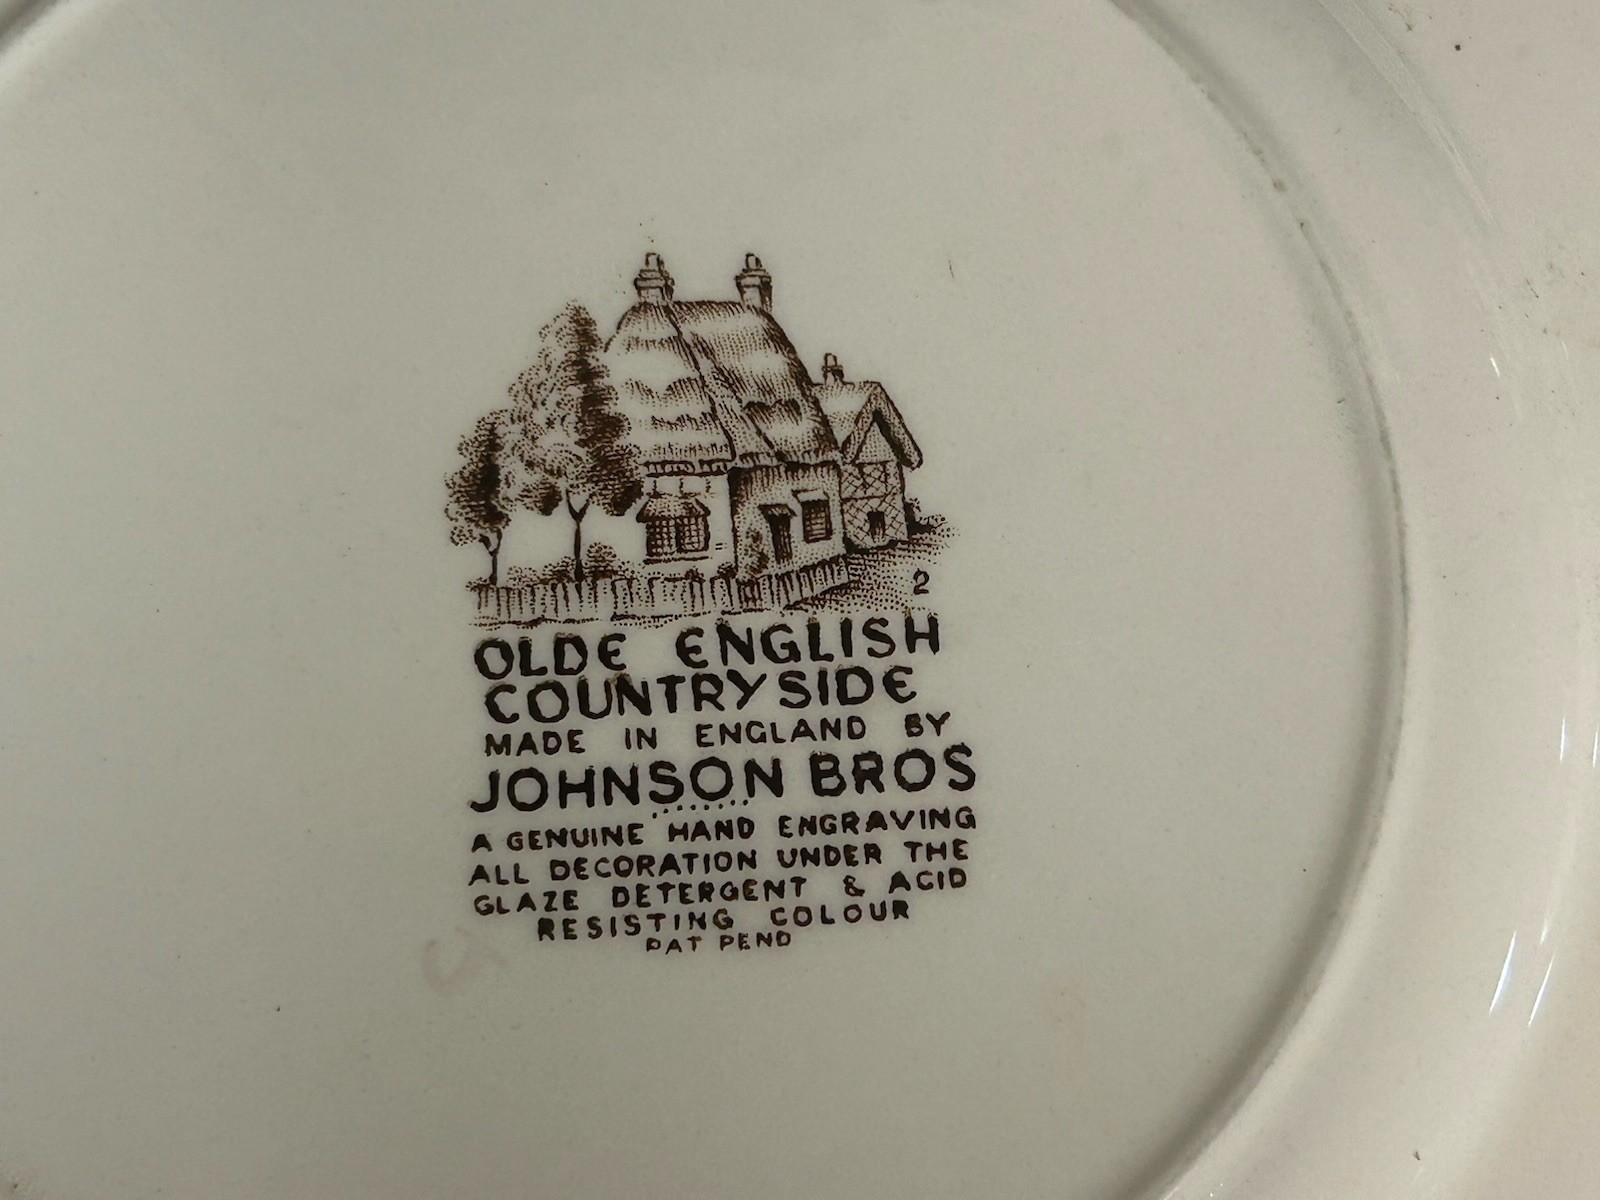 2
OLDE ENGLISH
COUNTRYSIDE
MADE IN ENGLAND BY
JOHNSON BROS
A GENUINE HAND ENGRAVING
ALL DECORATION UNDER THE
GLAZE DETERGENT & ACID
RESISTING COLOUR
PAT PEND